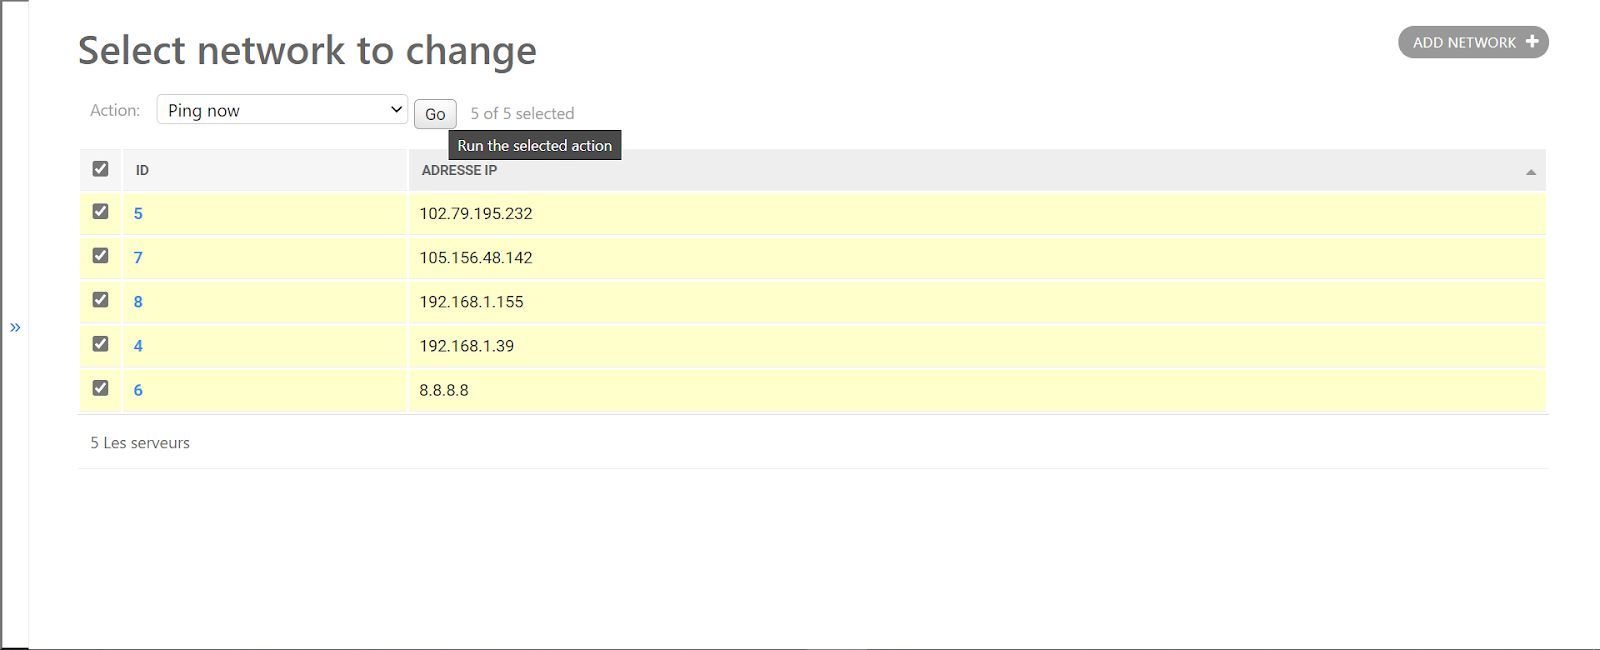 Select network to change
ADD NETWORK +
Action: Ping now Go 5 of 5 selected
Run the selected action
ID ADRESSE IP
5 102.79.195.232
7 105.156.48.142
8 192.168.1.155
4 192.168.1.39
6 8.8.8.8
»
5 Les serveurs